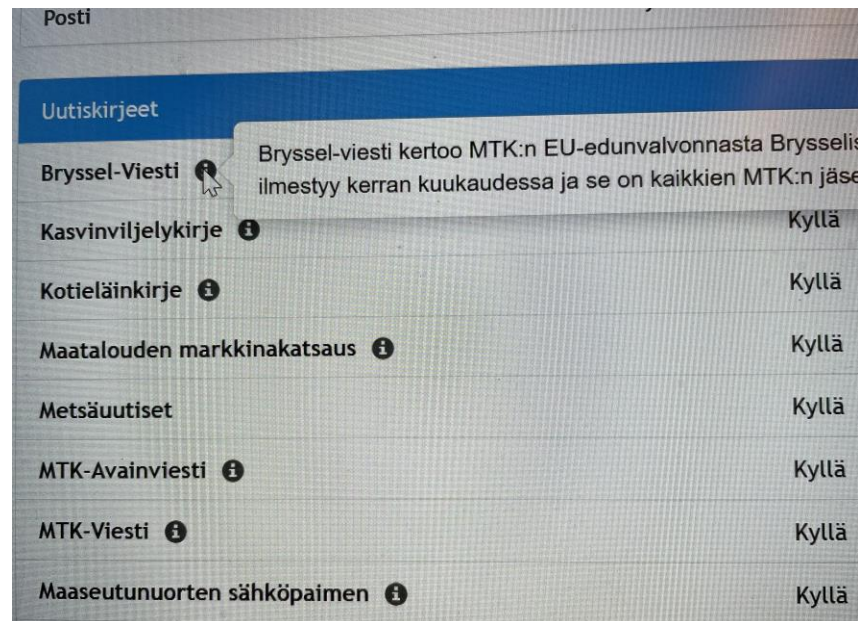 Posti
Uutiskirjeet
Bryssel-viesti kertoo MTK:n EU-edunvalvonnasta
ilmestyy kerran kuukaudessa ja se on kaikkien MTK:n
Bryssel-Viesti
Kasvinviljelykirje Kyllä
Kotieläinkirje Kyllä
Maatalouden markkinakatsaus Kyllä
Metsäuutiset Kyllä
MTK-Avainviesti Kyllä
MTK-Viesti Kyllä
Maaseutunuorten sähköpaimen Kyllä